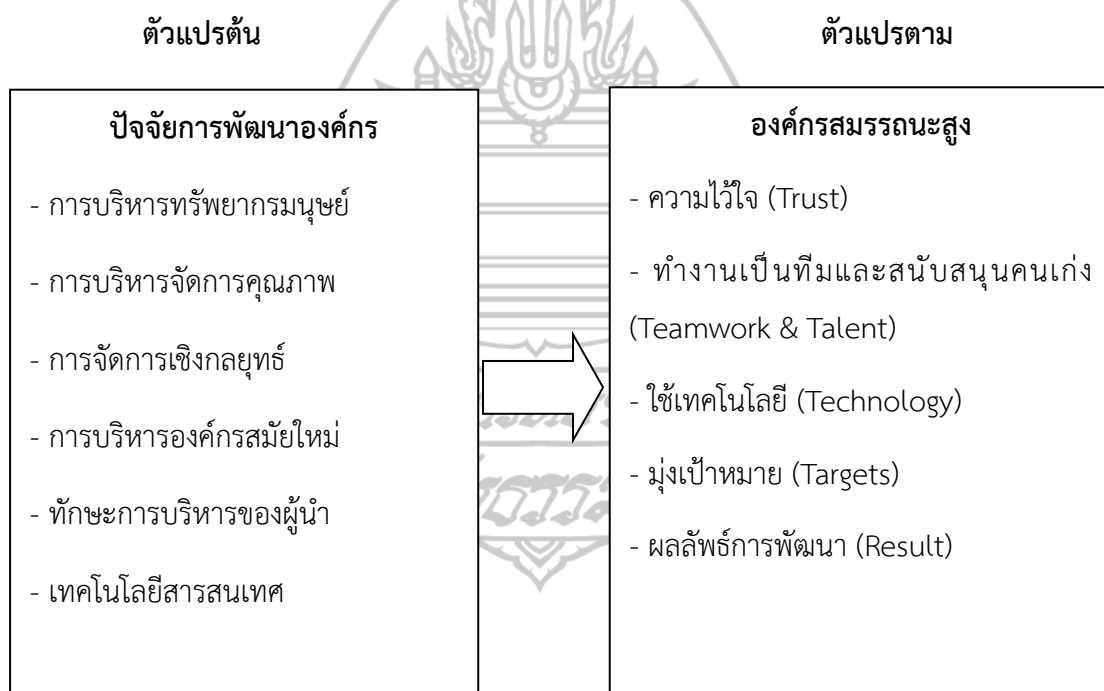 ตัวแปรต้น
ปัจจัยการพัฒนาองค์กร
- การบริหารทรัพยากรมนุษย์
- การบริหารจัดการคุณภาพ
- การจัดการเชิงกลยุทธ์
- การบริหารองค์กรสมัยใหม่
- ทักษะการบริหารของผู้นำ
- เทคโนโลยีสารสนเทศ
ตัวแปรตาม
องค์กรสมรรถนะสูง
- ความไว้ใจ (Trust)
- ทำงานเป็นทีมและสนับสนุนคนเก่ง
(Teamwork & Talent)
- ใช้เทคโนโลยี (Technology)
- มุ่งเป้าหมาย (Targets)
- ผลลัพธ์การพัฒนา (Result)